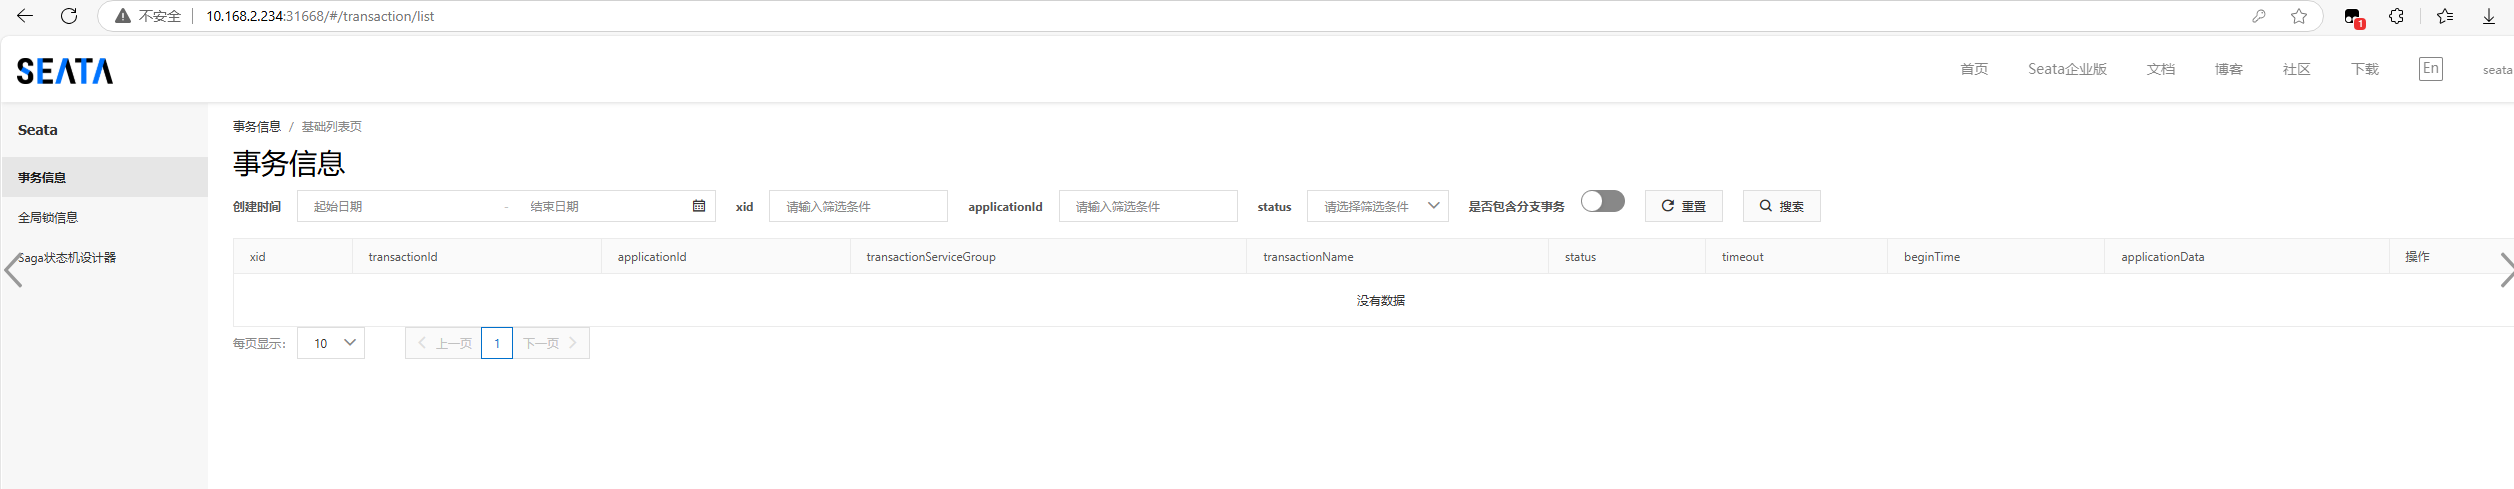 不安全 10.168.2.234:31668/#/transaction/list 1
SEATA 首页 Seata企业版 文档 博客 社区 下载 En seata
Seata
事务信息
全局锁信息
Saga状态机设计器
事务信息 / 基础列表页
事务信息
创建时间 起始日期 - 结束日期 xid 请输入筛选条件 applicationId 请输入筛选条件 status 请选择筛选条件 是否包含分支事务 重置 搜索
xid transactionId applicationId transactionServiceGroup transactionName status timeout beginTime applicationData 操作
没有数据
每页显示: 10 上一页 1 下一页